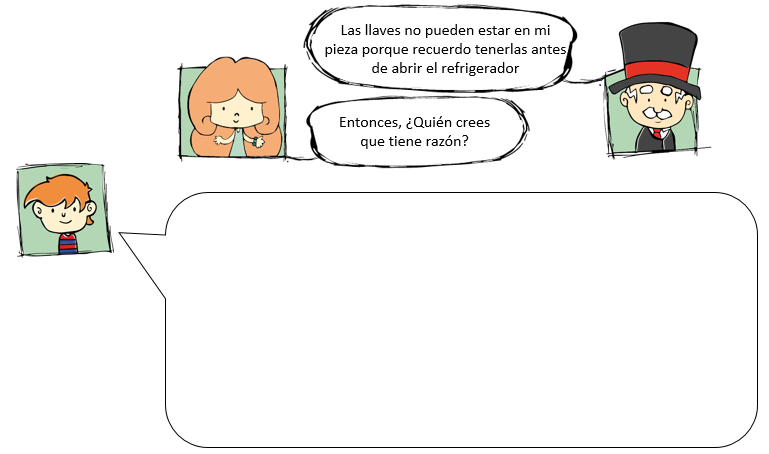 Las llaves no pueden estar en mi
pieza porque recuerdo tenerlas antes
de abrir el refrigerador
Entonces, ¿Quién crees
que tiene razón?